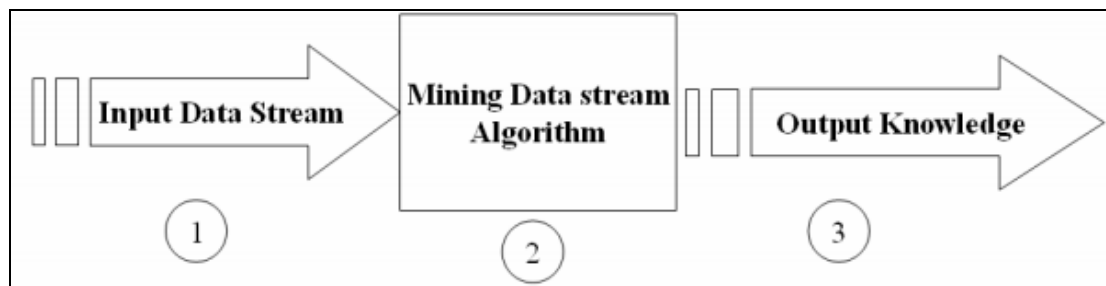 Input Data Stream
Mining Data stream
Algorithm
Output Knowledge
1
2
3